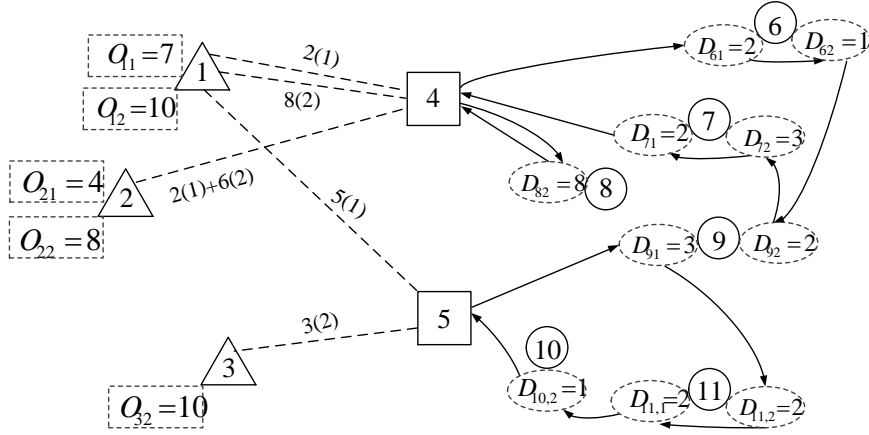 O₁₁=7
1
O₁₂=10
2(1)
8(2)
4
6
D₆₁=2
D₆₂=1
7
D₇₁=2
D₇₂=3
O₂₁=4
2
O₂₂=8
2(1)+6(2)
D₈₂=8
8
5(1)
D₉₁=3
9
D₉₂=2
5
3(2)
3
O₃₂=10
10
D₁₀,₂=1
D₁₁,₁=2
11
D₁₁,₂=2